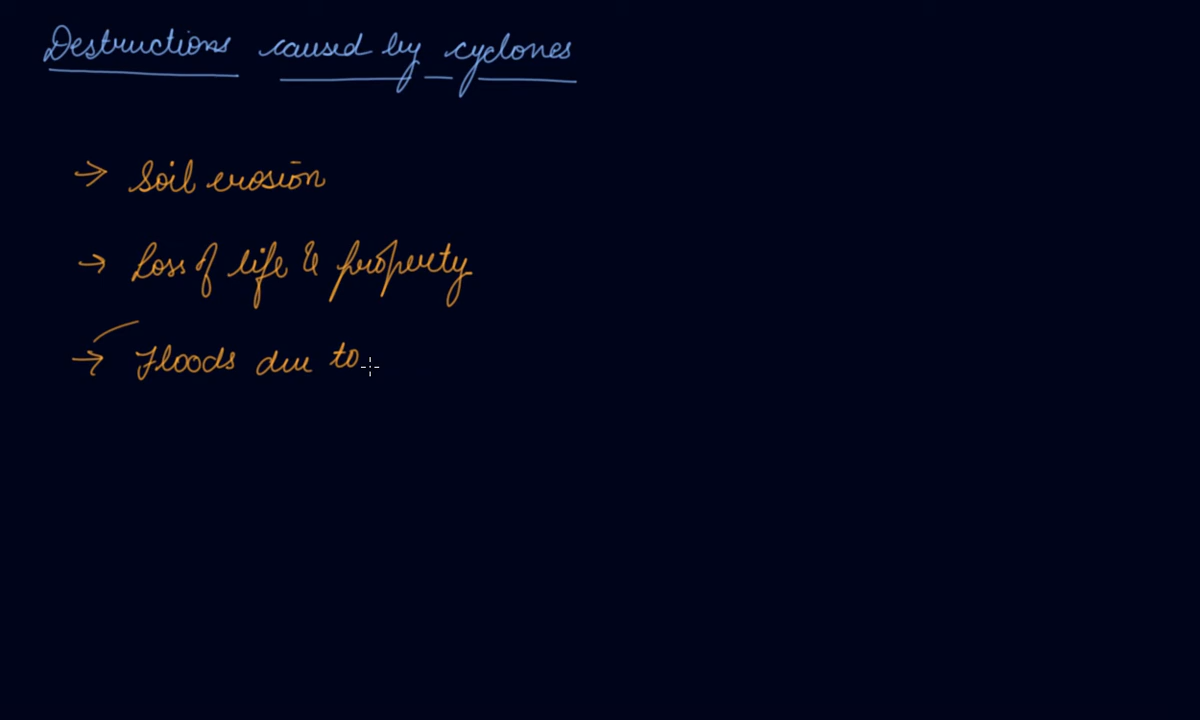 Destructions caused by cyclones
→ Soil erosion
→ Loss of life & property
→ Floods due to